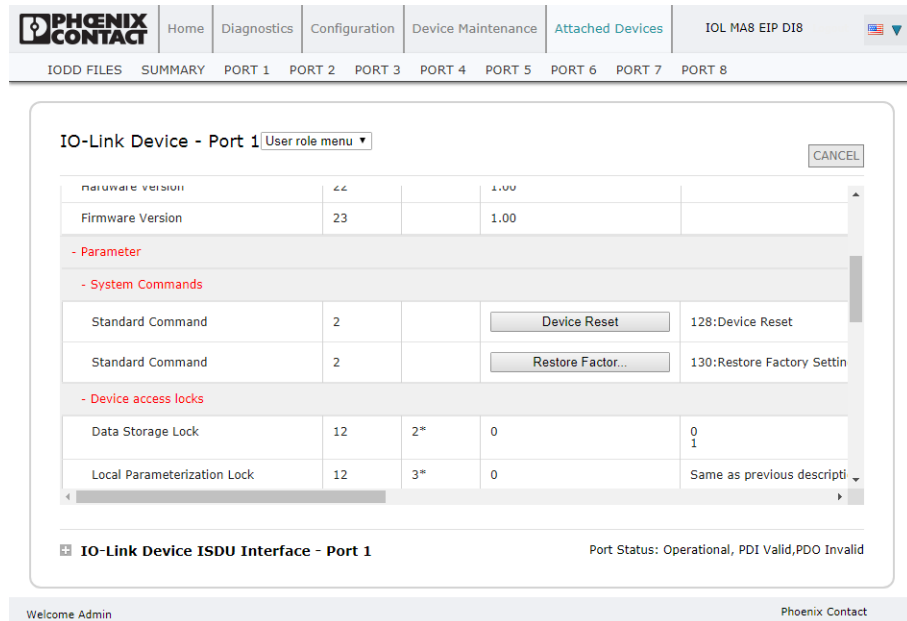 PHŒNIX CONTACT
Home Diagnostics Configuration Device Maintenance Attached Devices IOL MA8 EIP DI8
IODD FILES SUMMARY PORT 1 PORT 2 PORT 3 PORT 4 PORT 5 PORT 6 PORT 7 PORT 8
IO-Link Device - Port 1 User role menu
CANCEL
Hardware Version 22 1.00
Firmware Version 23 1.00
- Parameter
- System Commands
Standard Command 2 Device Reset 128:Device Reset
Standard Command 2 Restore Factor... 130:Restore Factory Settin
- Device access locks
Data Storage Lock 12 2* 0 0
1
Local Parameterization Lock 12 3* 0 Same as previous descripti
IO-Link Device ISDU Interface - Port 1 Port Status: Operational, PDI Valid,PDO Invalid
Welcome Admin Phoenix Contact